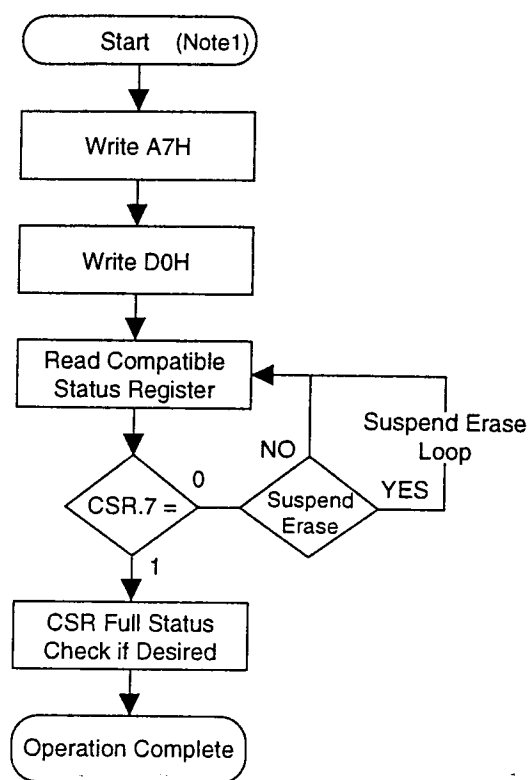 Start (Note1)
Write A7H
Write D0H
Read Compatible
Status Register
Suspend Erase
Loop
NO
0
YES
CSR.7 =
Suspend
Erase
1
CSR Full Status
Check if Desired
Operation Complete